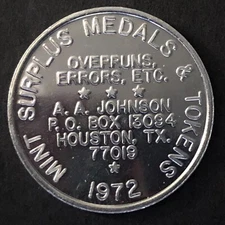 MINT SURPLUS MEDALS & TOKENS
OVERRUNS,
ERRORS, ETC.
A. A. JOHNSON
P. O. BOX 13094
HOUSTON, TX.
77019
1972